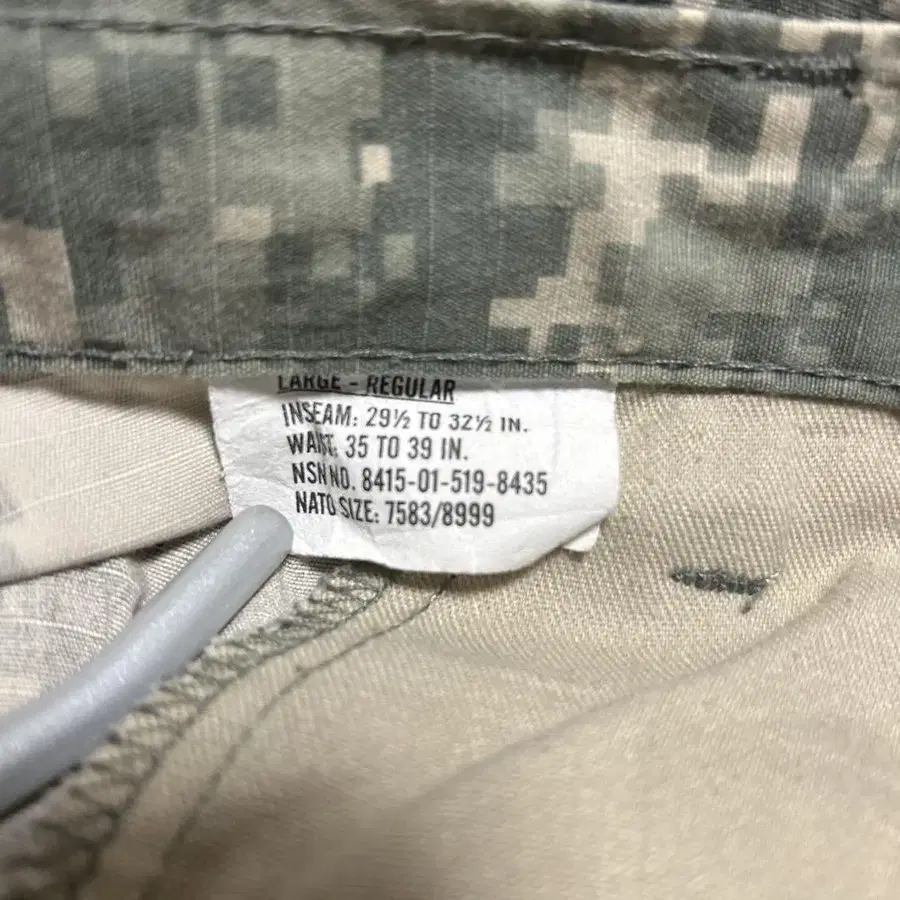 LARGE - REGULAR
INSEAM: 29½ TO 32½ IN.
WAIST: 35 TO 39 IN.
NSN NO. 8415-01-519-8435
NATO SIZE: 7583/8999